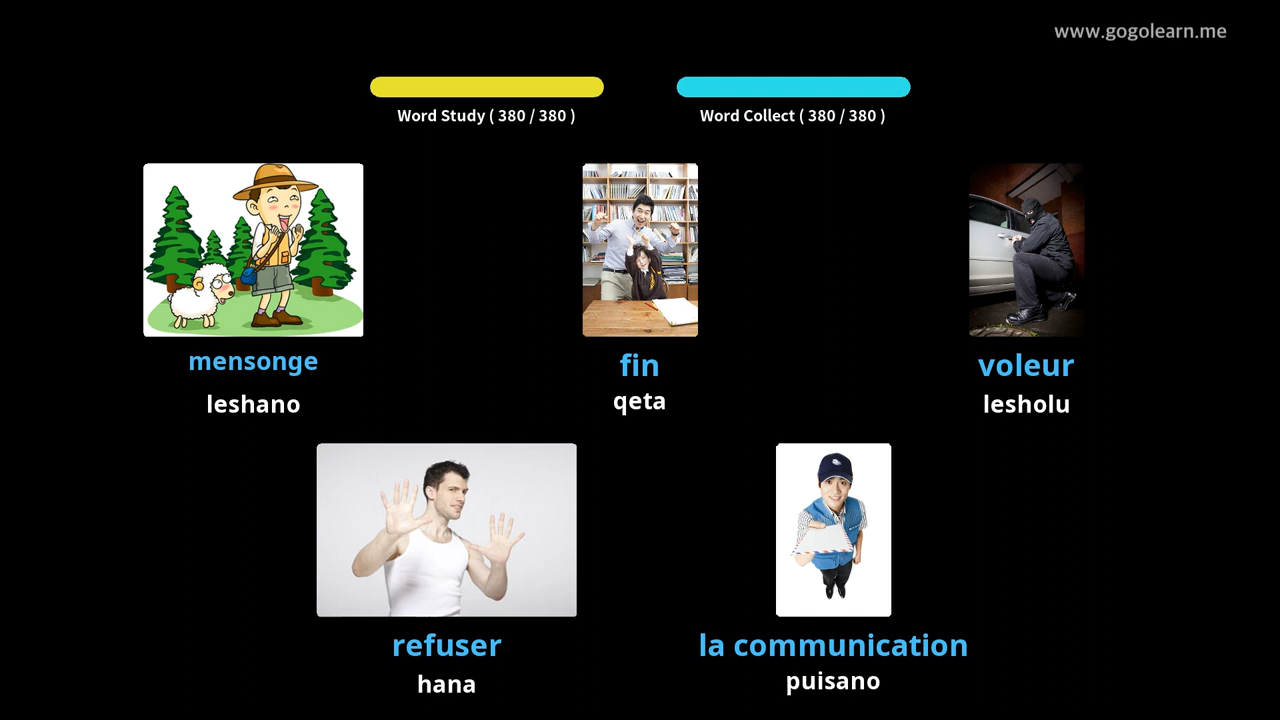 www.gogolearn.me
Word Study ( 380 / 380 )
Word Collect ( 380 / 380 )
mensonge
leshano
fin
qeta
voleur
lesholu
refuser
hana
la communication
puisano